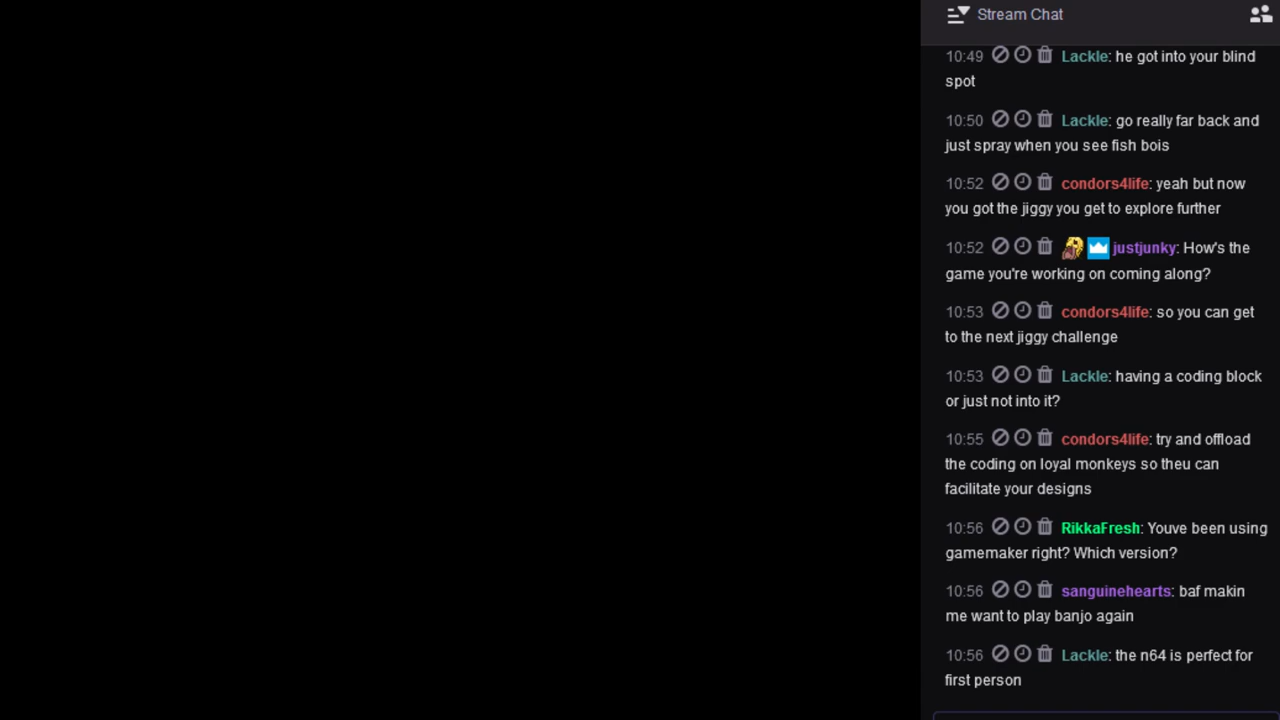 Stream Chat
10:49 Lackle: he got into your blind
spot
10:50 Lackle: go really far back and
just spray when you see fish bois
10:52 condors4life: yeah but now
you got the jiggy you get to explore further
10:52 justjunky: How's the
game you're working on coming along?
10:53 condors4life: so you can get
to the next jiggy challenge
10:53 Lackle: having a coding block
or just not into it?
10:55 condors4life: try and offload
the coding on loyal monkeys so theu can
facilitate your designs
10:56 RikkaFresh: Youve been using
gamemaker right? Which version?
10:56 sanguinehearts: baf makin
me want to play banjo again
10:56 Lackle: the n64 is perfect for
first person